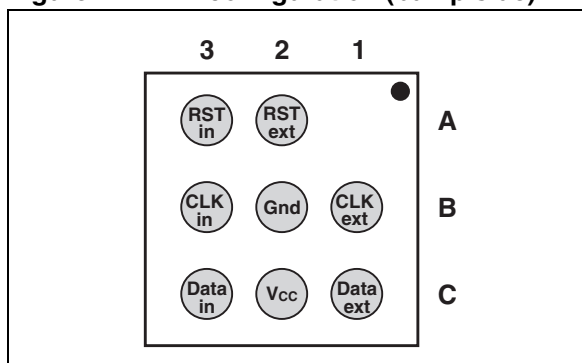 3 2 1
RST in RST ext A
CLK in Gnd CLK ext B
Data in Vcc Data ext C